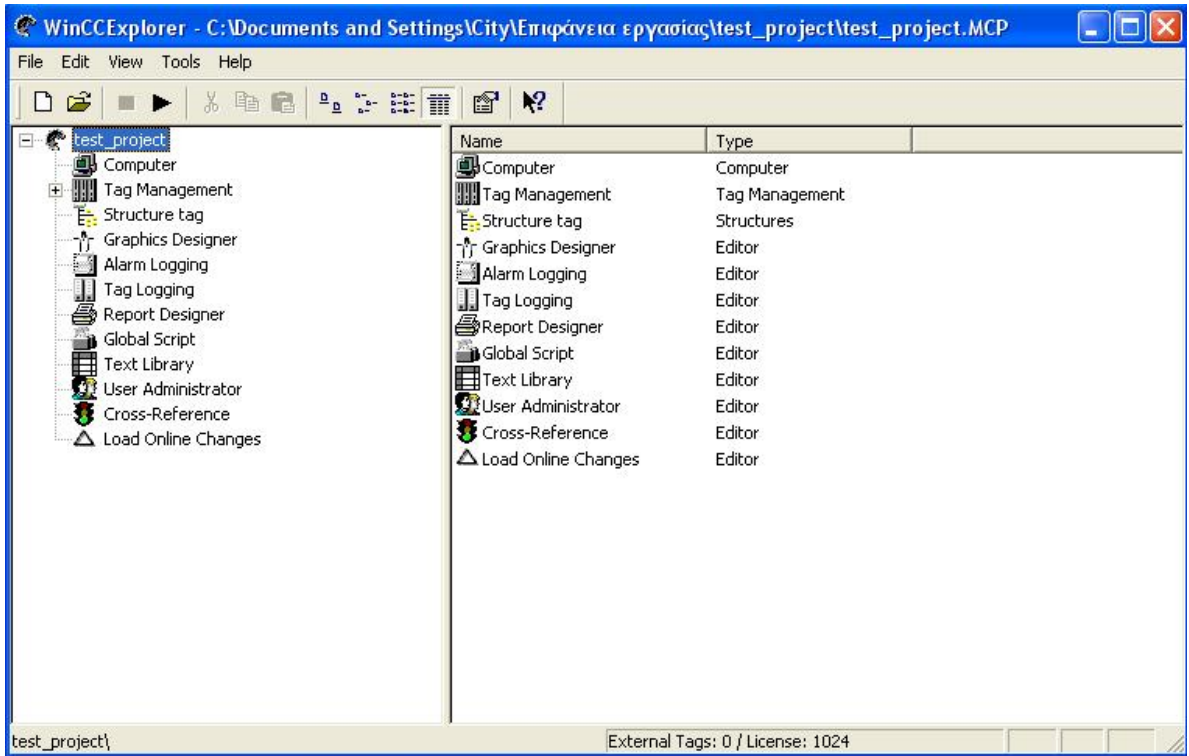 WinCCExplorer - C:\Documents and Settings\City\Επιφάνεια εργασίας\test_project\test_project.MCP
File Edit View Tools Help
test_project
Computer
Tag Management
Structure tag
Graphics Designer
Alarm Logging
Tag Logging
Report Designer
Global Script
Text Library
User Administrator
Cross-Reference
Load Online Changes
Name Type
Computer Computer
Tag Management Tag Management
Structure tag Structures
Graphics Designer Editor
Alarm Logging Editor
Tag Logging Editor
Report Designer Editor
Global Script Editor
Text Library Editor
User Administrator Editor
Cross-Reference Editor
Load Online Changes Editor
test_project\ External Tags: 0 / License: 1024